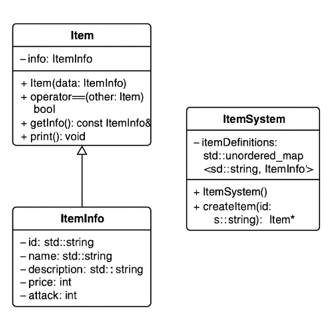 Item
– info: ItemInfo
+ Item(data: ItemInfo)
+ operator==(other: Item)
bool
+ getInfo(): const ItemInfo&
+ print(): void
ItemInfo
– id: std::string
– name: std::string
– description: std::string
– price: int
– attack: int
ItemSystem
– itemDefinitions:
std::unordered_map
<sd::string, ItemInfo'>
+ ItemSystem()
+ createItem(id:
s::string): Item*